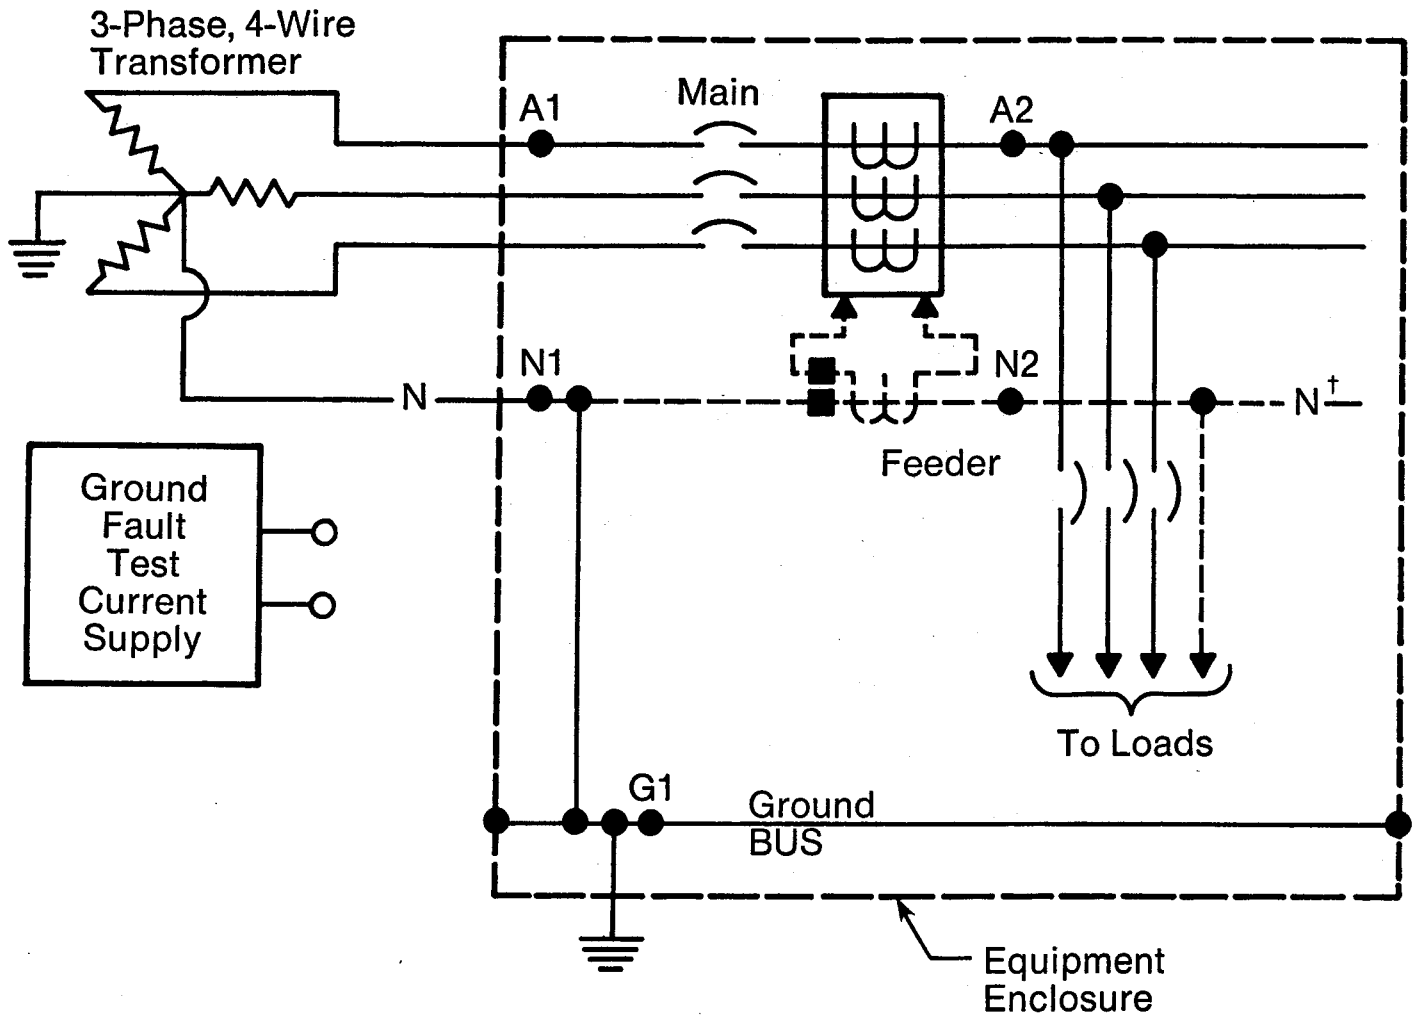 3-Phase, 4-Wire
Transformer
A1
Main
A2
N1
N2
N
N†
Feeder
Ground
Fault
Test
Current
Supply
To Loads
G1
Ground
BUS
Equipment
Enclosure